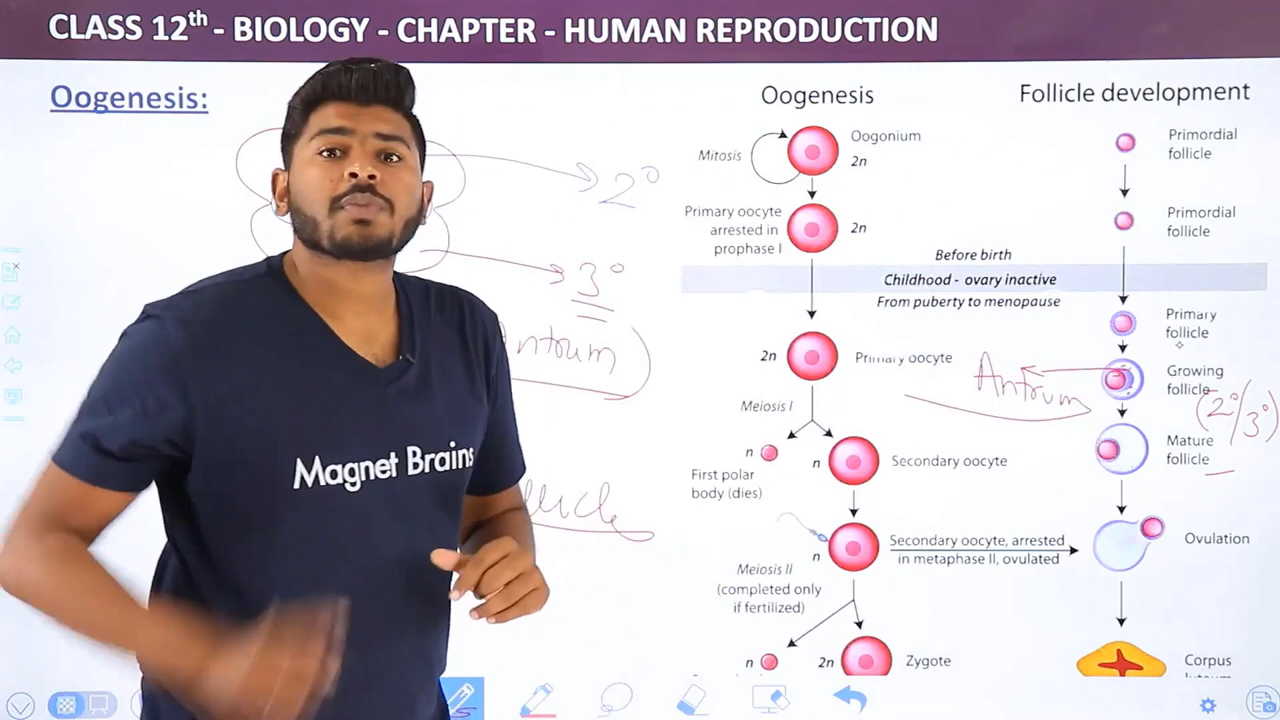 CLASS 12th - BIOLOGY - CHAPTER - HUMAN REPRODUCTION
Oogenesis:
2°
3°
ntrum
Magnet Brains
Oogenesis
Follicle development
Mitosis
Oogonium
2n
Primordial
follicle
Primary oocyte
arrested in
prophase I
2n
Primordial
follicle
Before birth
Childhood - ovary inactive
From puberty to menopause
2n
Primary oocyte
Primary
follicle
Antrum
Growing
follicle
(2°/3°)
Meiosis I
n
First polar
body (dies)
n
Secondary oocyte
Mature
follicle
n
Secondary oocyte, arrested
in metaphase II, ovulated
Ovulation
Meiosis II
(completed only
if fertilized)
n
2n
Zygote
Corpus